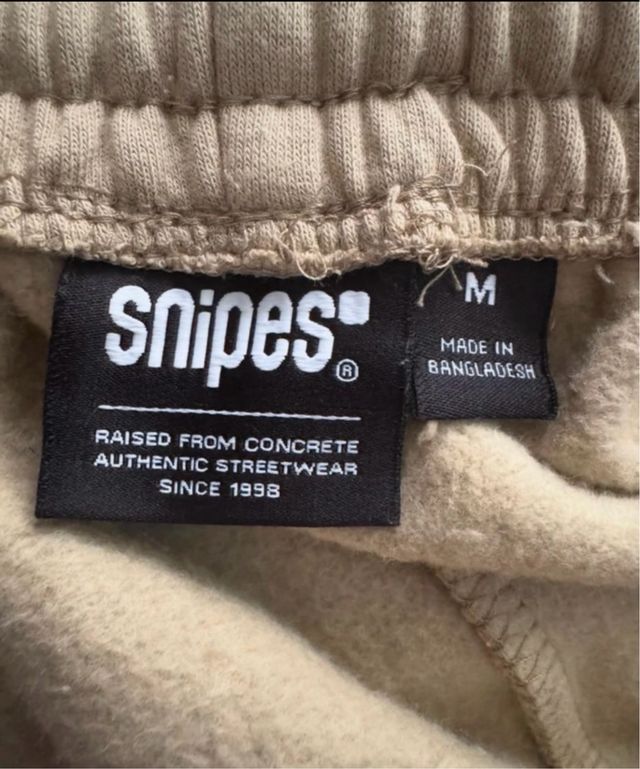 snipes®
RAISED FROM CONCRETE
AUTHENTIC STREETWEAR
SINCE 1998
M
MADE IN
BANGLADESH